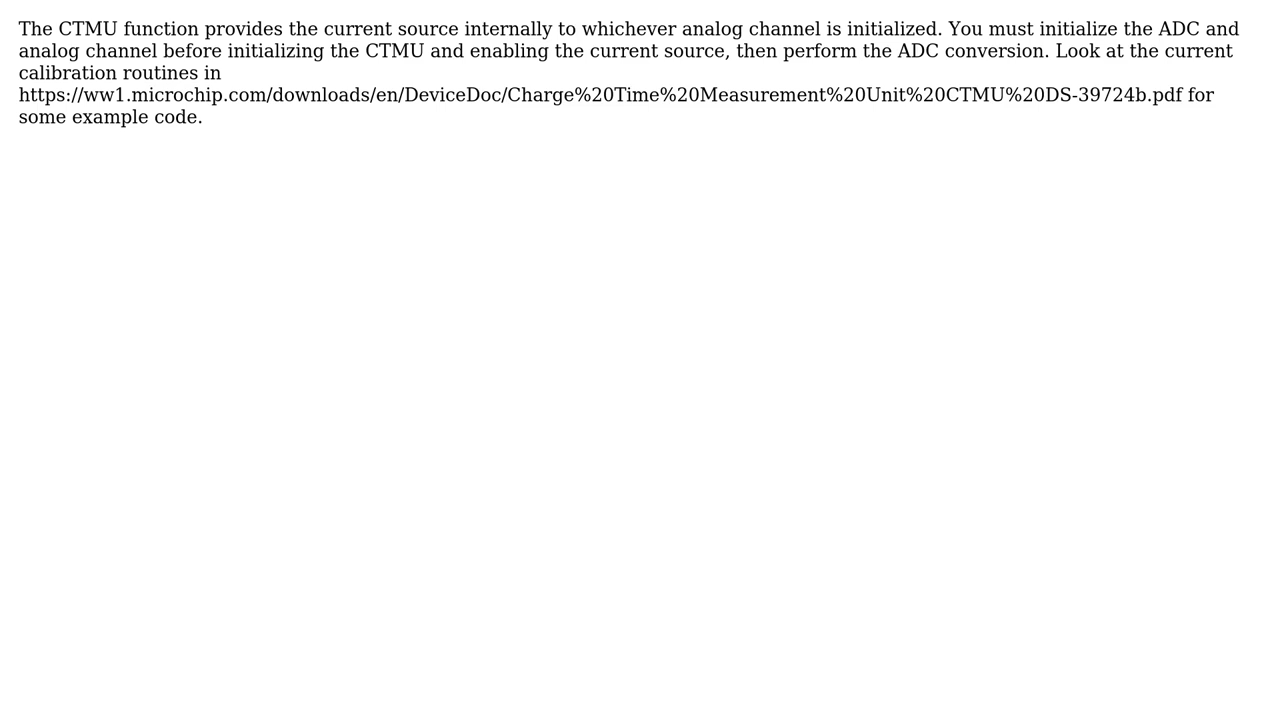 The CTMU function provides the current source internally to whichever analog channel is initialized. You must initialize the ADC and
analog channel before initializing the CTMU and enabling the current source, then perform the ADC conversion. Look at the current
calibration routines in
https://ww1.microchip.com/downloads/en/DeviceDoc/Charge%20Time%20Measurement%20Unit%20CTMU%20DS-39724b.pdf for
some example code.